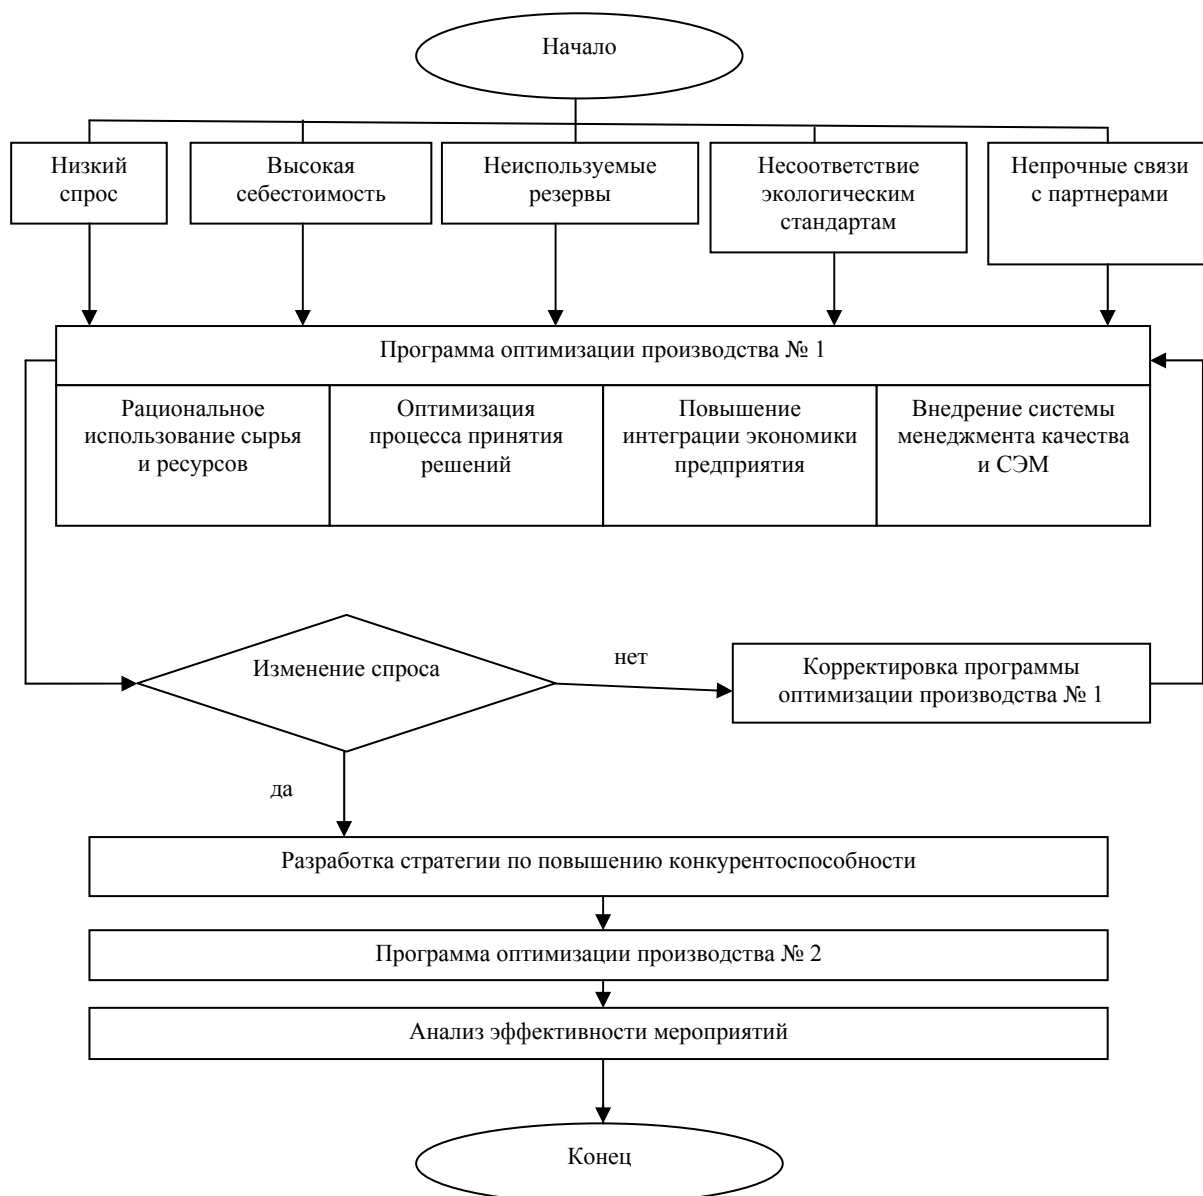 Начало
Низкий
спрос
Высокая
себестоимость
Неиспользуемые
резервы
Несоответствие
экологическим
стандартам
Непрочные связи
с партнерами
Программа оптимизации производства № 1
Рациональное
использование сырья
и ресурсов
Оптимизация
процесса принятия
решений
Повышение
интеграции экономики
предприятия
Внедрение системы
менеджмента качества
и СЭМ
Изменение спроса
нет
Корректировка программы
оптимизации производства № 1
да
Разработка стратегии по повышению конкурентоспособности
Программа оптимизации производства № 2
Анализ эффективности мероприятий
Конец